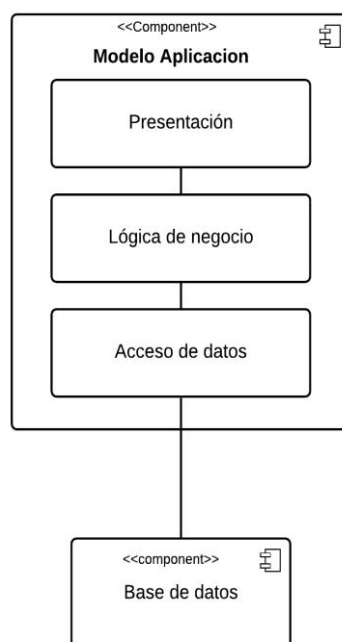 <<Component>>
Modelo Aplicacion
Presentación
Lógica de negocio
Acceso de datos
<<component>>
Base de datos